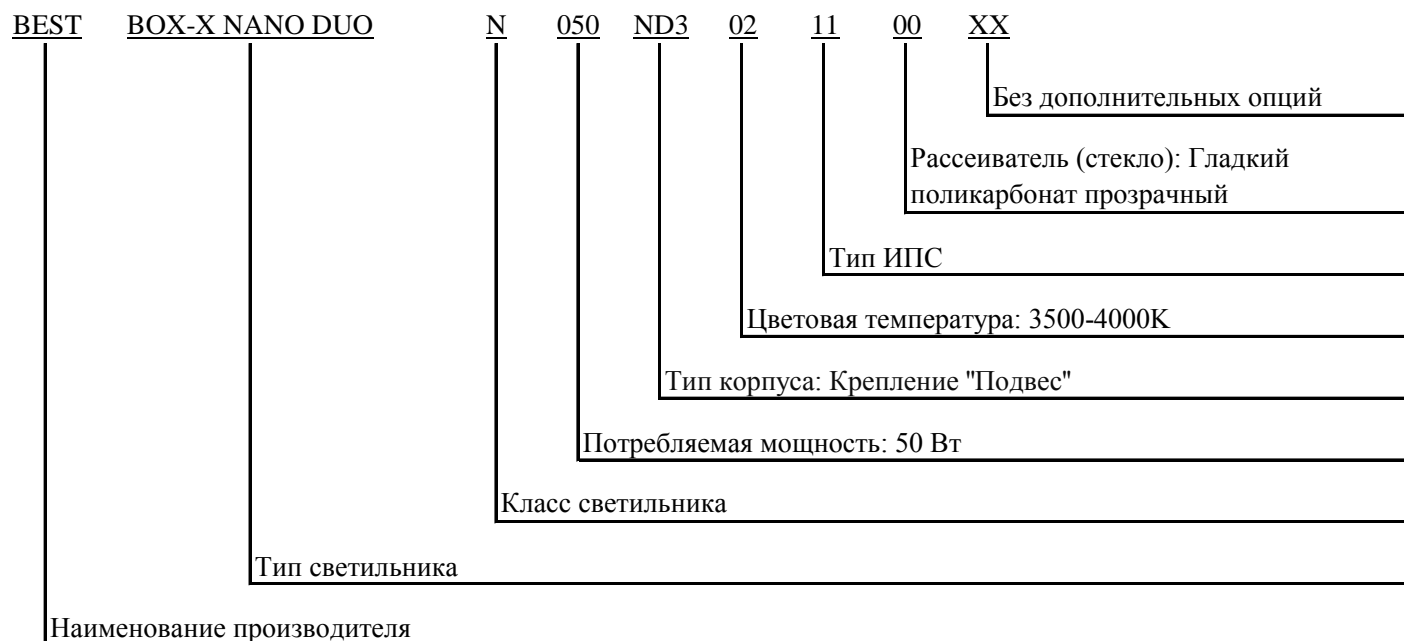 BEST BOX-X NANO DUO N 050 ND3 02 11 00 XX
Без дополнительных опций
Рассеиватель (стекло): Гладкий
поликарбонат прозрачный
Тип ИПС
Цветовая температура: 3500-4000K
Тип корпуса: Крепление "Подвес"
Потребляемая мощность: 50 Вт
Класс светильника
Тип светильника
Наименование производителя